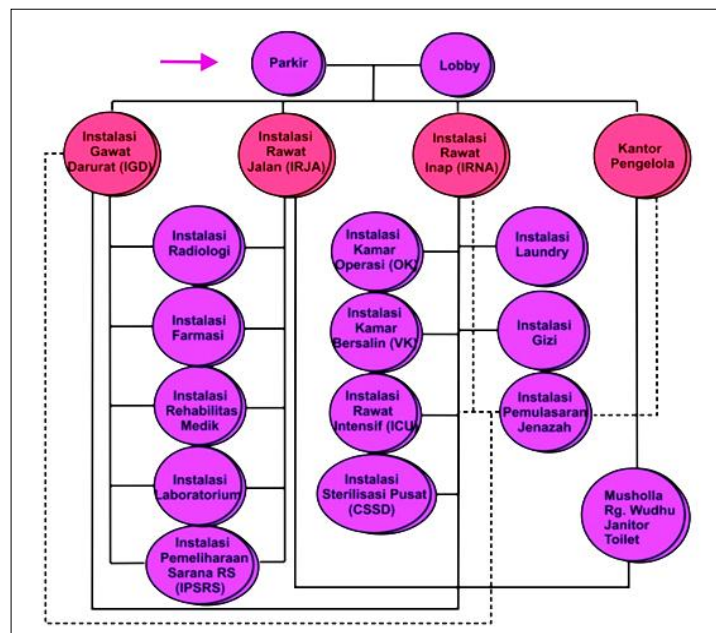 Parkir
Lobby
Instalasi
Gawat
Darurat (IGD)
Instalasi
Rawat
Jalan (IRJA)
Instalasi
Rawat
Inap (IRNA)
Kantor
Pengelola
Instalasi
Radiologi
Instalasi
Farmasi
Instalasi
Rehabilitas
Medik
Instalasi
Laboratorium
Instalasi
Pemeliharaan
Sarana RS
(IPSRS)
Instalasi
Kamar
Operasi (OK)
Instalasi
Kamar
Bersalin (VK)
Instalasi
Rawat
Intensif (ICU)
Instalasi
Sterilisasi Pusat
(CSSD)
Instalasi
Laundry
Instalasi
Gizi
Instalasi
Pemulasaran
Jenazah
Musholla
Rg. Wudhu
Janitor
Toilet